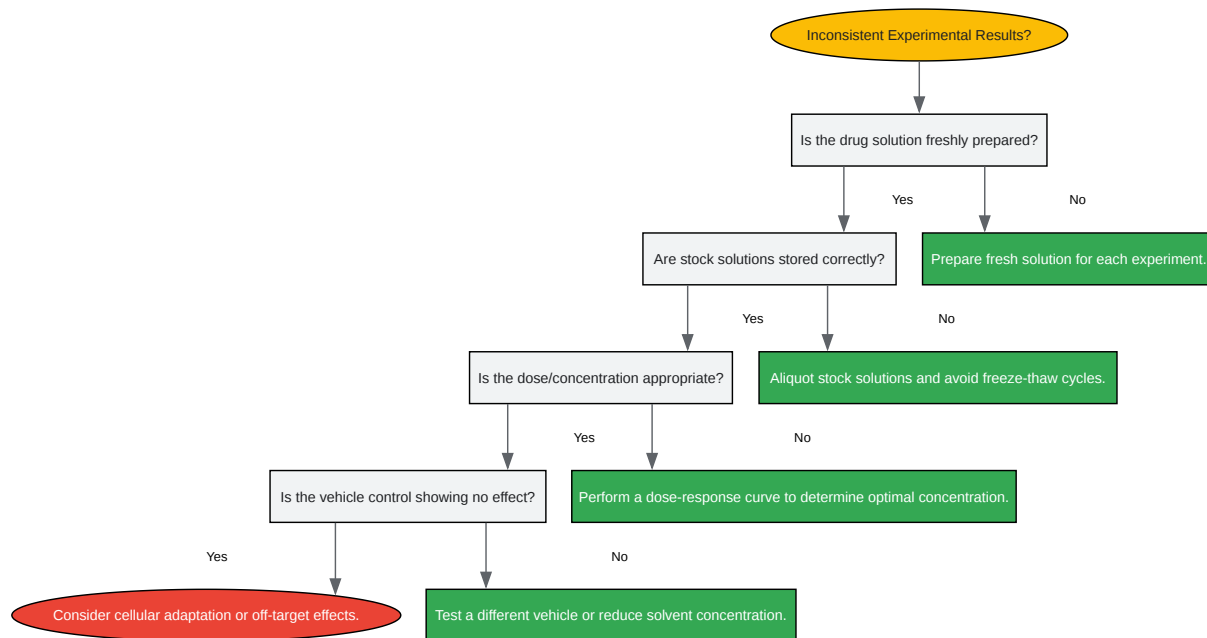 Inconsistent Experimental Results?
Is the drug solution freshly prepared?
Yes
No
Are stock solutions stored correctly?
Prepare fresh solution for each experiment.
Yes
No
Is the dose/concentration appropriate?
Aliquot stock solutions and avoid freeze-thaw cycles.
Yes
No
Is the vehicle control showing no effect?
Perform a dose-response curve to determine optimal concentration.
Yes
No
Consider cellular adaptation or off-target effects.
Test a different vehicle or reduce solvent concentration.